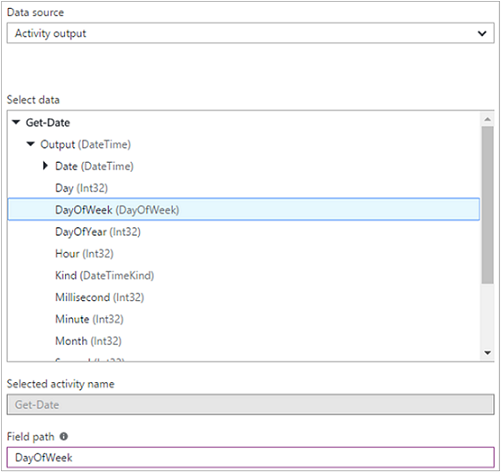 Data source
Activity output
Select data
Get-Date
Output (DateTime)
Date (DateTime)
Day (Int32)
DayOfWeek (DayOfWeek)
DayOfYear (Int32)
Hour (Int32)
Kind (DateTimeKind)
Millisecond (Int32)
Minute (Int32)
Month (Int32)
Selected activity name
Get-Date
Field path
DayOfWeek